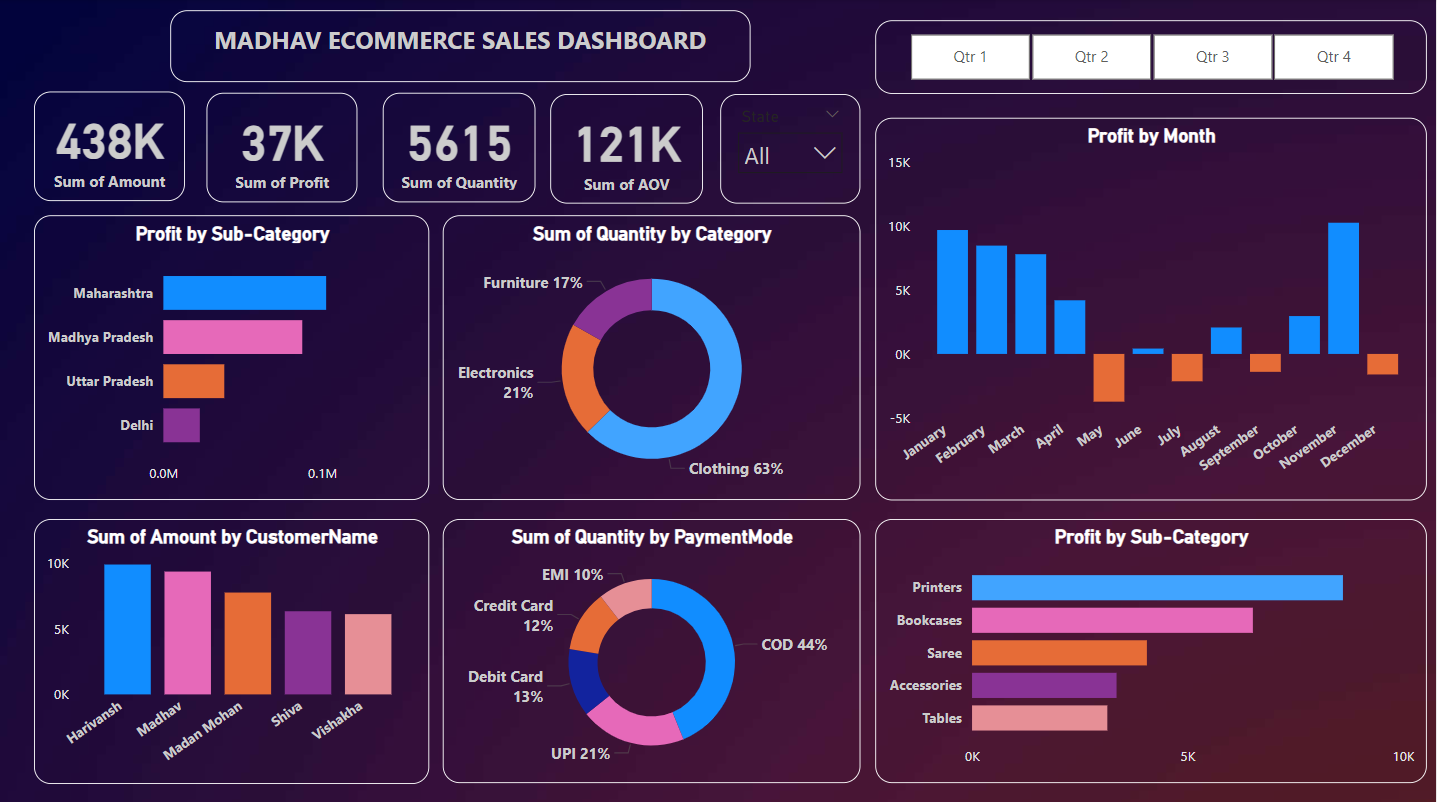 MADHAV ECOMMERCE SALES DASHBOARD
Qtr 1
Qtr 2
Qtr 3
Qtr 4
438K
Sum of Amount
37K
Sum of Profit
5615
Sum of Quantity
121K
Sum of AOV
State
All
Profit by Month
15K
10K
5K
0K
-5K
January
February
March
April
May
June
July
August
September
October
November
December
Profit by Sub-Category
Maharashtra
Madhya Pradesh
Uttar Pradesh
Delhi
0.0M
0.1M
Sum of Quantity by Category
Furniture 17%
Electronics
21%
Clothing 63%
Sum of Amount by CustomerName
10K
5K
0K
Harivansh
Madhav
Madan Mohan
Shiva
Vishakha
Sum of Quantity by PaymentMode
EMI 10%
Credit Card
12%
Debit Card
13%
UPI 21%
COD 44%
Profit by Sub-Category
Printers
Bookcases
Saree
Accessories
Tables
0K
5K
10K